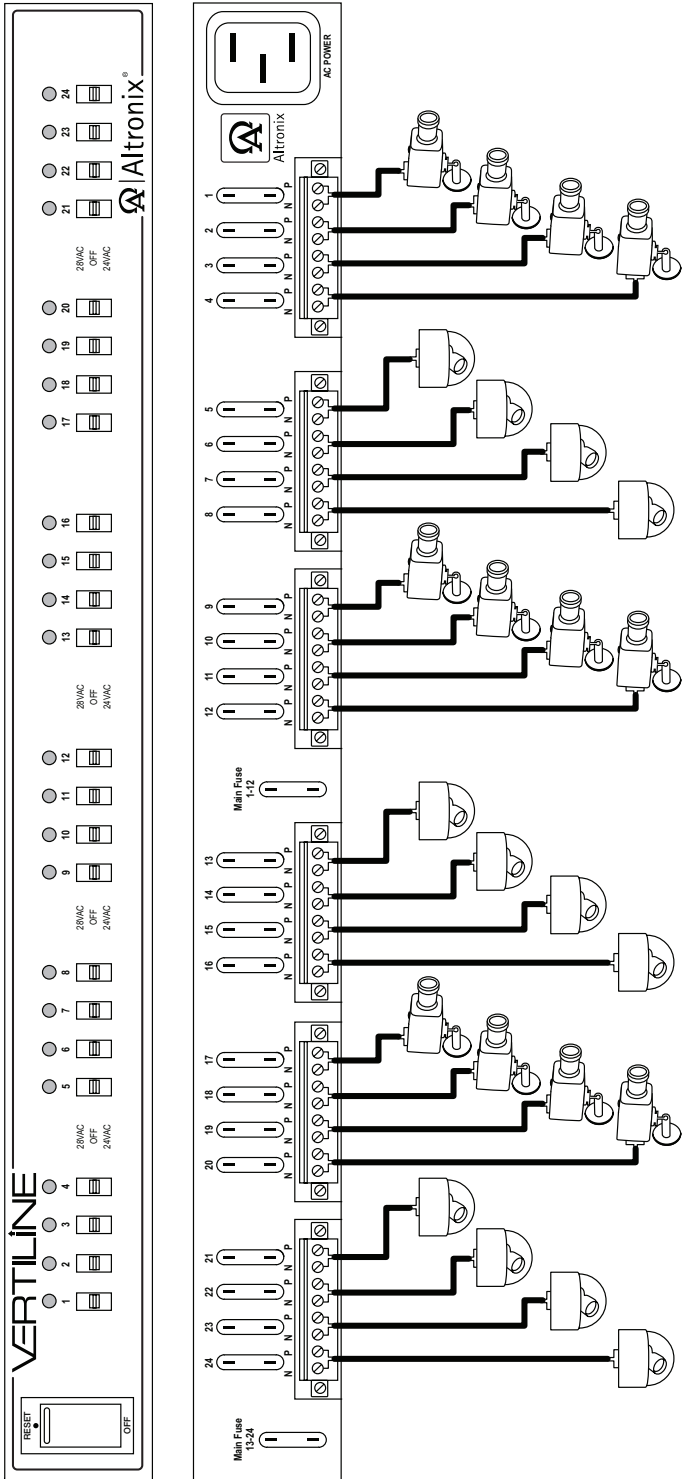 VERTILINE
RESET
OFF
1 2 3 4
28VAC
OFF
24VAC
5 6 7 8
28VAC
OFF
24VAC
9 10 11 12
28VAC
OFF
24VAC
13 14 15 16
17 18 19 20
28VAC
OFF
24VAC
21 22 23 24
Altronix®
AC POWER
Altronix
1 2 3 4
N P N P
5 6 7 8
N P N P
9 10 11 12
N P N P
Main Fuse
1-12
13 14 15 16
N P N P
17 18 19 20
N P N P
21 22 23 24
N P N P
Main Fuse
13-24